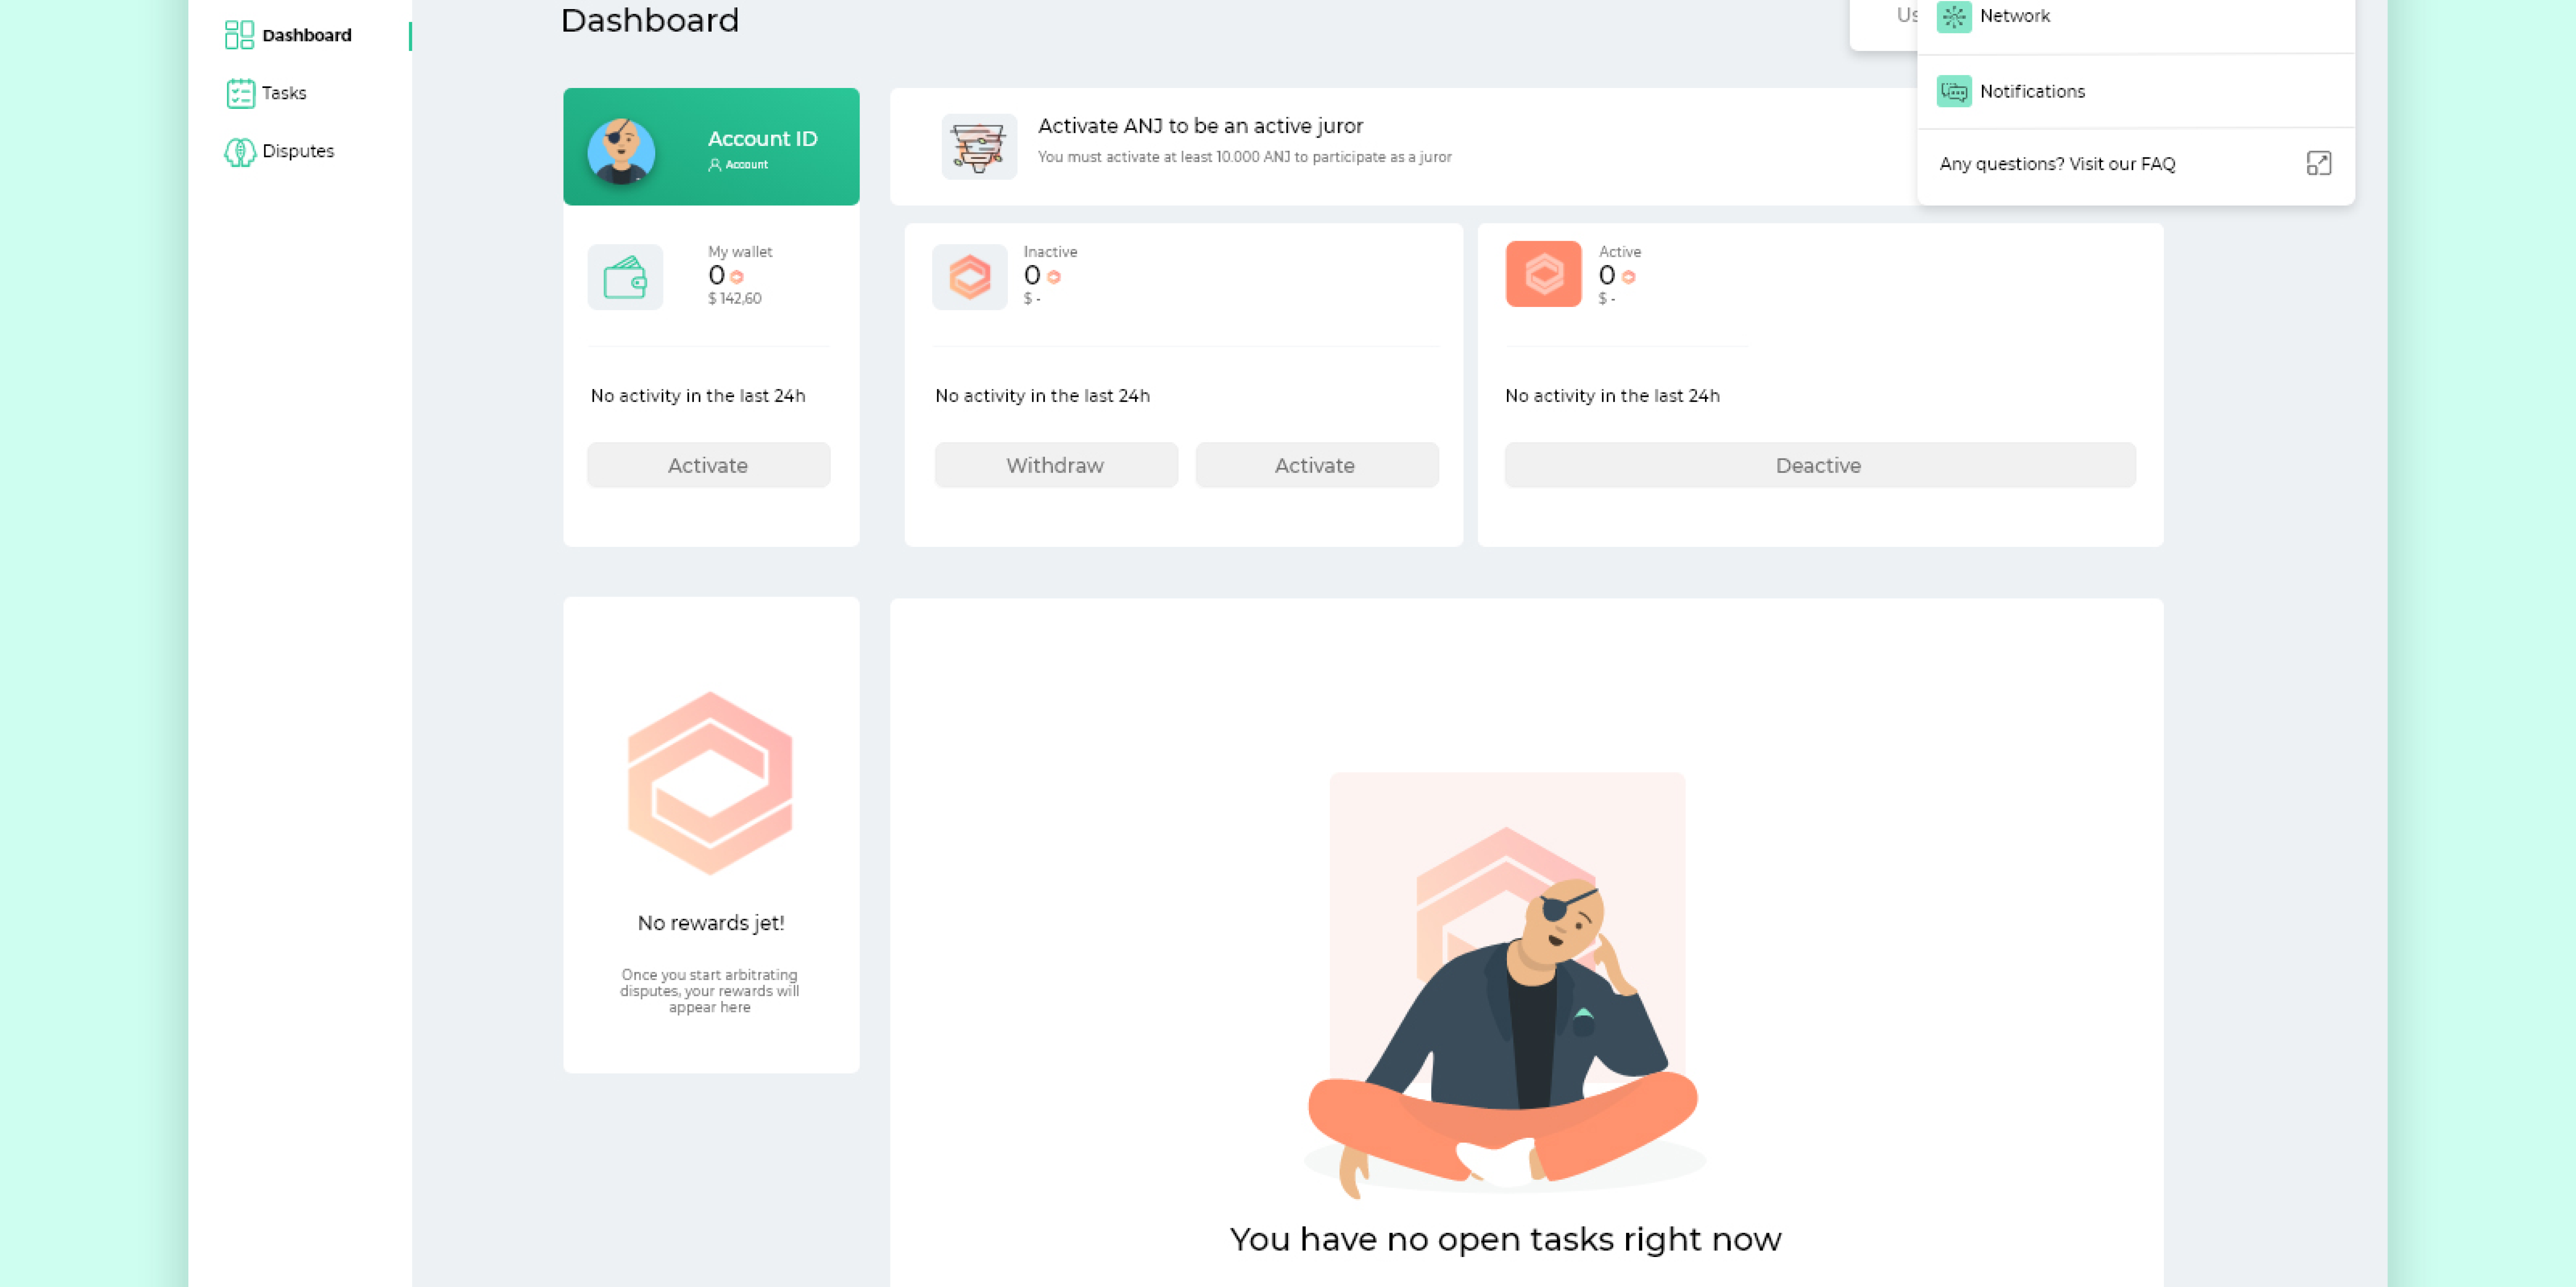 Dashboard
Tasks
Disputes
Dashboard
Us
Network
Notifications
Any questions? Visit our FAQ
Account ID
Account
Activate ANJ to be an active juror
You must activate at least 10.000 ANJ to participate as a juror
My wallet
0
$ 142,60
No activity in the last 24h
Activate
Inactive
0
$ -
No activity in the last 24h
Withdraw
Activate
Active
0
$ -
No activity in the last 24h
Deactive
No rewards jet!
Once you start arbitrating
disputes, your rewards will
appear here
You have no open tasks right now